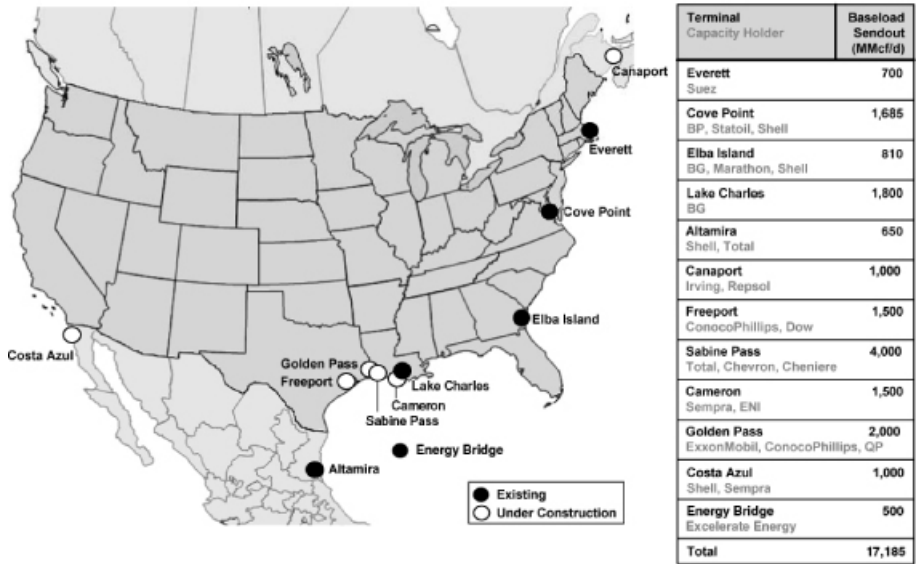 Canaport
Everett
Cove Point
Elba Island
Costa Azul
Golden Pass
Freeport
Lake Charles
Cameron
Sabine Pass
Energy Bridge
Altamira
Existing
Under Construction
Terminal Baseload
Capacity Holder Sendout
(MMcf/d)
Everett 700
Suez
Cove Point 1,685
BP, Statoil, Shell
Elba Island 810
BG, Marathon, Shell
Lake Charles 1,800
BG
Altamira 650
Shell, Total
Canaport 1,000
Irving, Repsol
Freeport 1,500
ConocoPhillips, Dow
Sabine Pass 4,000
Total, Chevron, Cheniere
Cameron 1,500
Sempra, ENI
Golden Pass 2,000
ExxonMobil, ConocoPhillips, QP
Costa Azul 1,000
Shell, Sempra
Energy Bridge 500
Excelerate Energy
Total 17,185